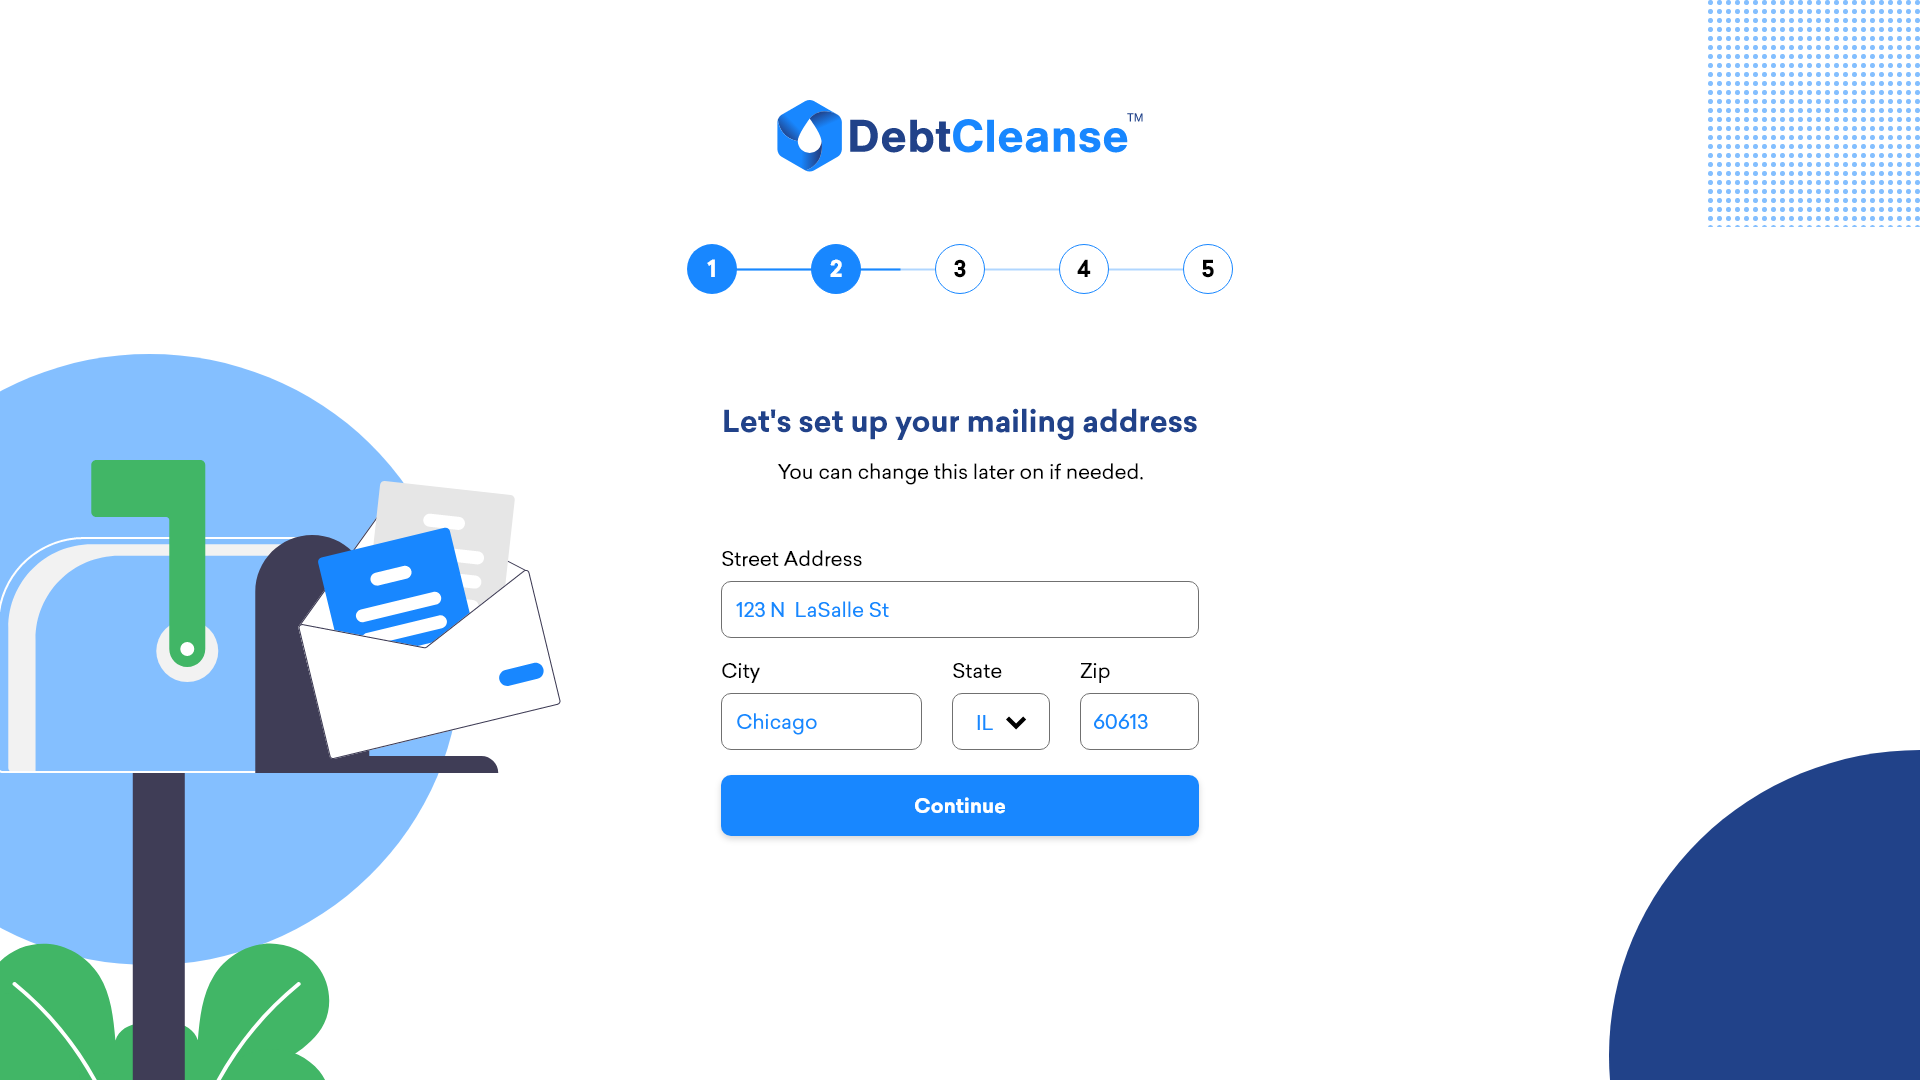 DebtCleanse™
1 2 3 4 5
Let's set up your mailing address
You can change this later on if needed.
Street Address
123 N  LaSalle St
City State Zip
Chicago IL 60613
Continue